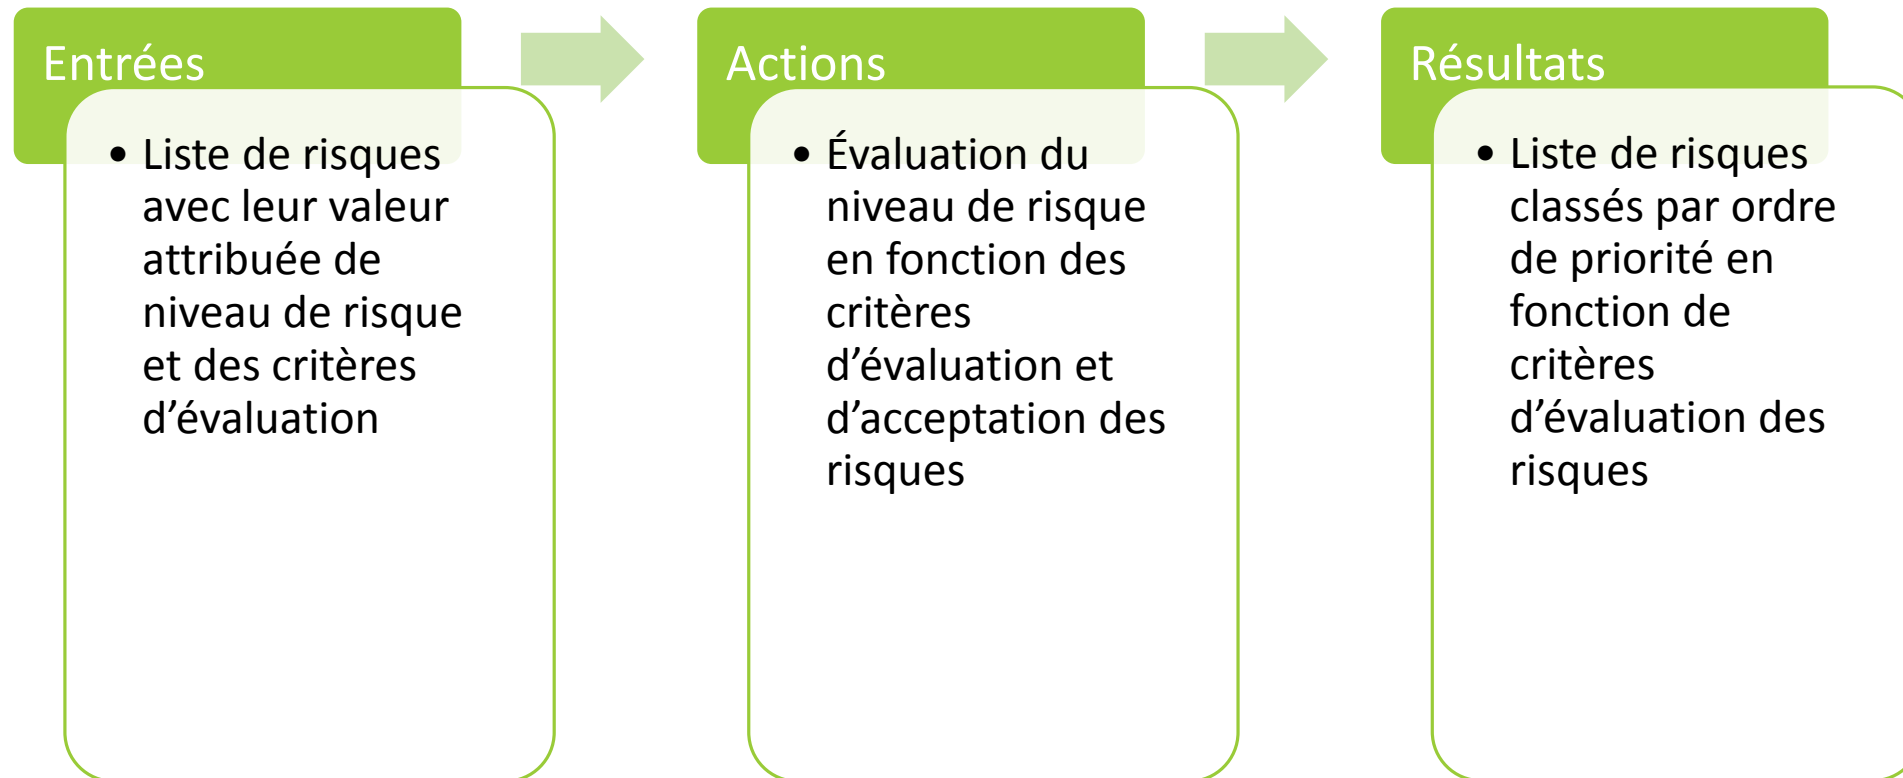 Entrées
• Liste de risques
avec leur valeur
attribuée de
niveau de risque
et des critères
d’évaluation
Actions
• Évaluation du
niveau de risque
en fonction des
critères
d’évaluation et
d’acceptation des
risques
Résultats
• Liste de risques
classés par ordre
de priorité en
fonction de
critères
d’évaluation des
risques